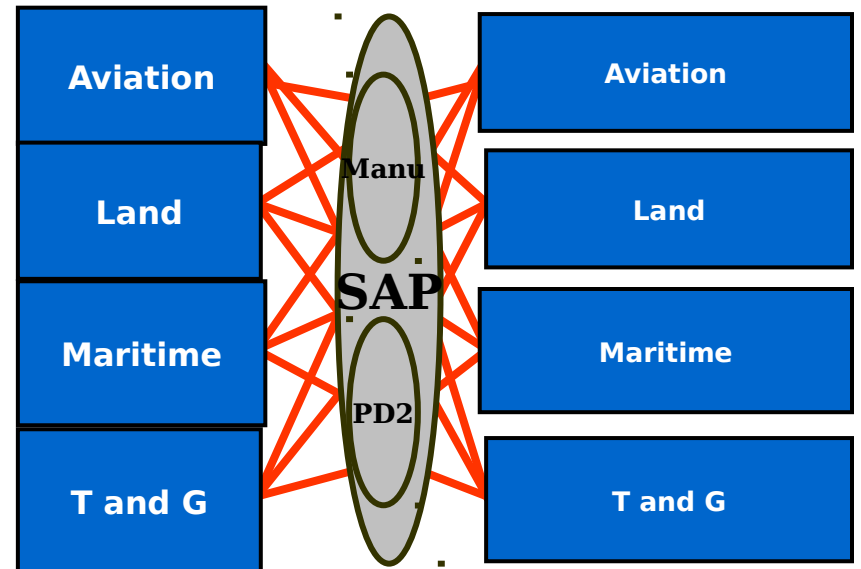 Aviation
Land
Maritime
T and G
Manu
SAP
PD2
Aviation
Land
Maritime
T and G